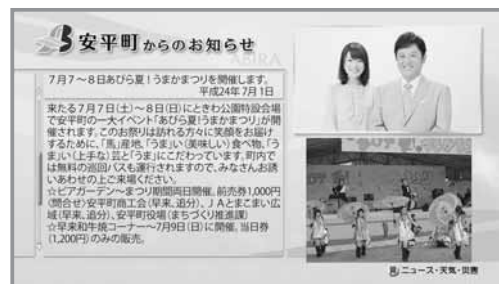 安平町からのお知らせ
ABIRA
7月7～8日あびら夏！うまかまつりを開催します。
平成24年7月1日
来たる7月7日(土)～8日(日)にときわ公園特設会場
で安平町の一大イベント「あびら夏！うまかまつり」が開
催されます。このお祭りは訪れる方々に笑顔をお届け
するために、「馬」産地、「うま」い(美味しい)食べ物、「う
ま」い(上手な)芸と「うま」にこだわっています。町内で
は無料の巡回バスも運行されますので、みなさんお誘
いあわせの上ご来場ください。
☆ビアガーデン～まつり期間両日開催。前売券1,000円
(問合せ)安平町商工会(早来、追分)、JAとまこまい広
域(早来、追分)、安平町役場(まちづくり推進課)
☆早来和牛焼コーナー～7月9日(日)に開催。当日券
(1,200円)のみの販売。
ニュース・天気・災害